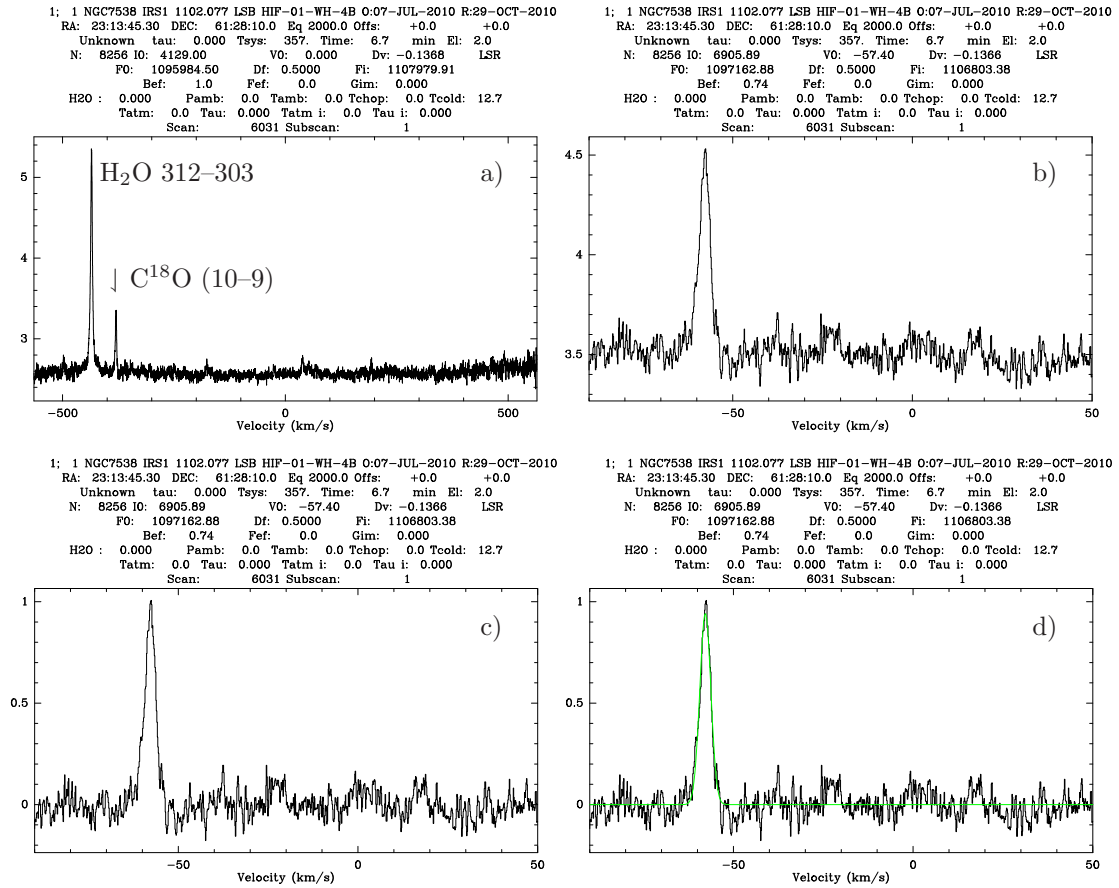 1; 1 NGC7538 IRS1 1102.077 LSB HIF-01-WH-4B O:07-JUL-2010 R:29-OCT-2010
RA: 23:13:45.30 DEC: 61:28:10.0 Eq 2000.0 Offs: +0.0 +0.0
Unknown tau: 0.000 Tsys: 357. Time: 6.7 min El: 2.0
N: 8256 I0: 4129.00 V0: 0.000 Dv: -0.1368 LSR
F0: 1095984.50 Df: 0.5000 Fi: 1107979.91
Bef: 1.0 Fef: 0.0 Gim: 0.000
H2O : 0.000 Pamb: 0.0 Tamb: 0.0 Tchop: 0.0 Tcold: 12.7
Tatm: 0.0 Tau: 0.000 Tatm i: 0.0 Tau i: 0.000
Scan: 6031 Subscan: 1
H₂O 312–303
a)
C¹⁸O (10–9)
5
4
3
−500 0 500
Velocity (km/s)
1; 1 NGC7538 IRS1 1102.077 LSB HIF-01-WH-4B O:07-JUL-2010 R:29-OCT-2010
RA: 23:13:45.30 DEC: 61:28:10.0 Eq 2000.0 Offs: +0.0 +0.0
Unknown tau: 0.000 Tsys: 357. Time: 6.7 min El: 2.0
N: 8256 I0: 6905.89 V0: -57.40 Dv: -0.1366 LSR
F0: 1097162.88 Df: 0.5000 Fi: 1106803.38
Bef: 0.74 Fef: 0.0 Gim: 0.000
H2O : 0.000 Pamb: 0.0 Tamb: 0.0 Tchop: 0.0 Tcold: 12.7
Tatm: 0.0 Tau: 0.000 Tatm i: 0.0 Tau i: 0.000
Scan: 6031 Subscan: 1
b)
4.5
4
3.5
−50 0 50
Velocity (km/s)
1; 1 NGC7538 IRS1 1102.077 LSB HIF-01-WH-4B O:07-JUL-2010 R:29-OCT-2010
RA: 23:13:45.30 DEC: 61:28:10.0 Eq 2000.0 Offs: +0.0 +0.0
Unknown tau: 0.000 Tsys: 357. Time: 6.7 min El: 2.0
N: 8256 I0: 6905.89 V0: -57.40 Dv: -0.1366 LSR
F0: 1097162.88 Df: 0.5000 Fi: 1106803.38
Bef: 0.74 Fef: 0.0 Gim: 0.000
H2O : 0.000 Pamb: 0.0 Tamb: 0.0 Tchop: 0.0 Tcold: 12.7
Tatm: 0.0 Tau: 0.000 Tatm i: 0.0 Tau i: 0.000
Scan: 6031 Subscan: 1
c)
1
0.5
0
−50 0 50
Velocity (km/s)
1; 1 NGC7538 IRS1 1102.077 LSB HIF-01-WH-4B O:07-JUL-2010 R:29-OCT-2010
RA: 23:13:45.30 DEC: 61:28:10.0 Eq 2000.0 Offs: +0.0 +0.0
Unknown tau: 0.000 Tsys: 357. Time: 6.7 min El: 2.0
N: 8256 I0: 6905.89 V0: -57.40 Dv: -0.1366 LSR
F0: 1097162.88 Df: 0.5000 Fi: 1106803.38
Bef: 0.74 Fef: 0.0 Gim: 0.000
H2O : 0.000 Pamb: 0.0 Tamb: 0.0 Tchop: 0.0 Tcold: 12.7
Tatm: 0.0 Tau: 0.000 Tatm i: 0.0 Tau i: 0.000
Scan: 6031 Subscan: 1
d)
1
0.5
0
−50 0 50
Velocity (km/s)